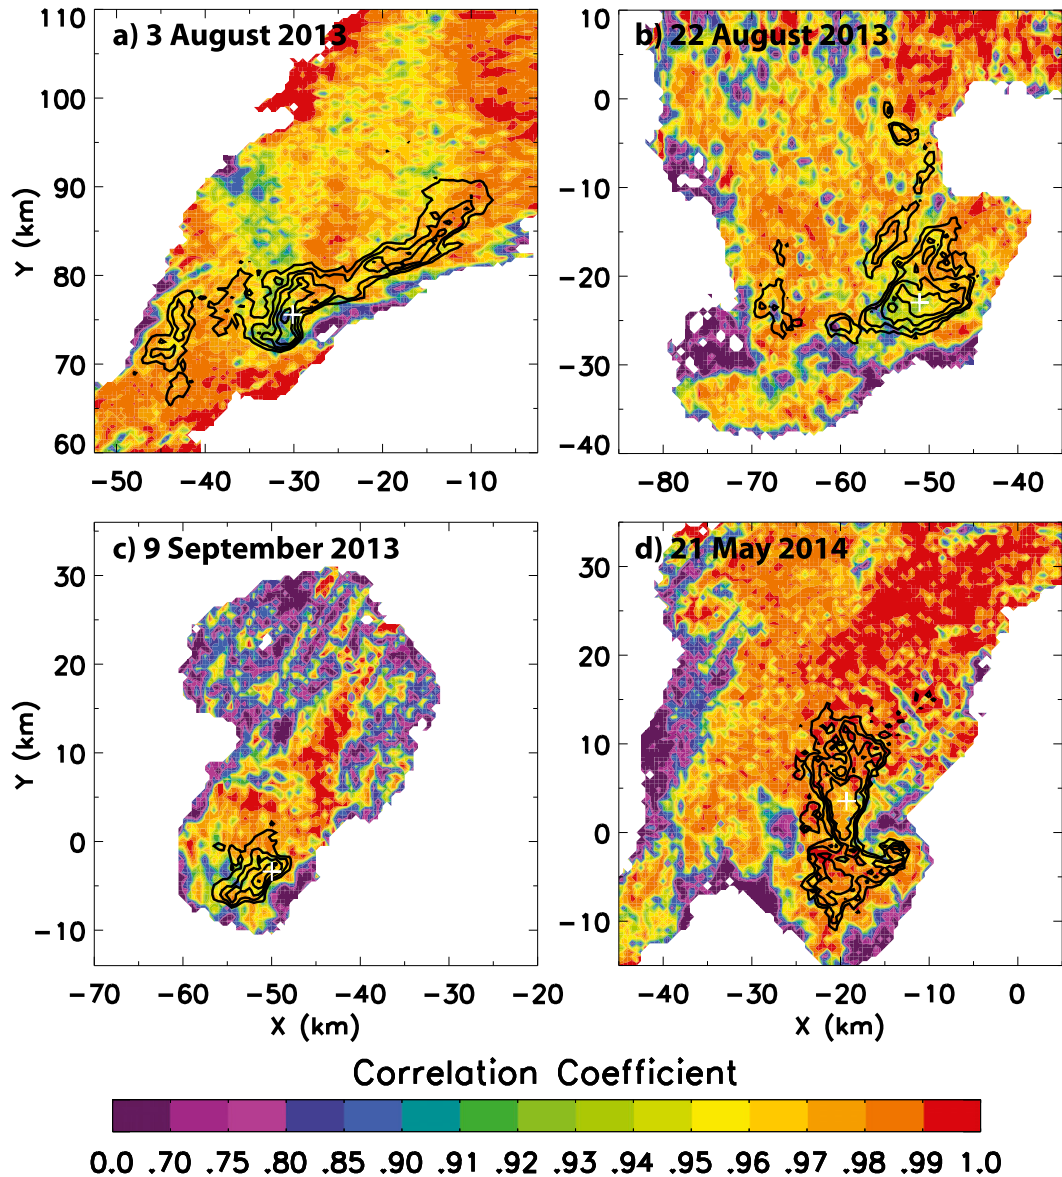 a) 3 August 2013
b) 22 August 2013
110
100
90
80
70
60
Y (km)
−50 −40 −30 −20 −10
10
0
−10
−20
−30
−40
−80 −70 −60 −50 −40
c) 9 September 2013
d) 21 May 2014
30
20
10
0
−10
Y (km)
−70 −60 −50 −40 −30 −20
X (km)
30
20
10
0
−10
−40 −30 −20 −10 0
X (km)
Correlation Coefficient
0.0 .70 .75 .80 .85 .90 .91 .92 .93 .94 .95 .96 .97 .98 .99 1.0